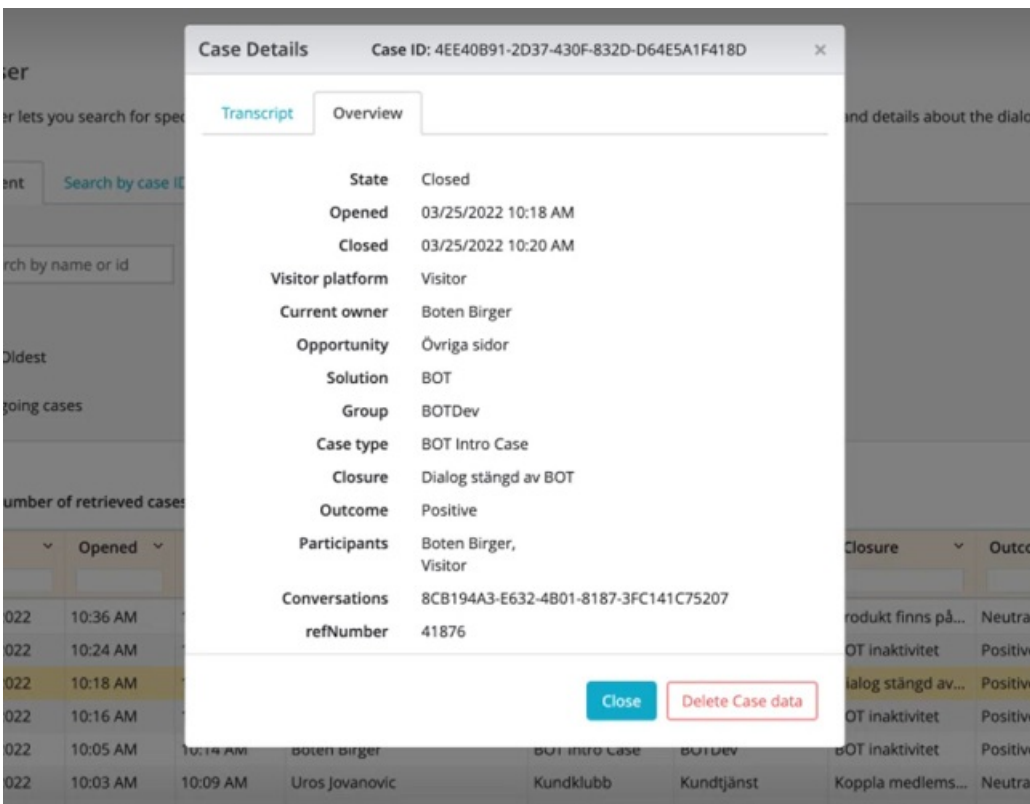 Case Details Case ID: 4EE40B91-2D37-430F-832D-D64E5A1F418D ×
Transcript Overview
State Closed
Opened 03/25/2022 10:18 AM
Closed 03/25/2022 10:20 AM
Visitor platform Visitor
Current owner Boten Birger
Opportunity Övriga sidor
Solution BOT
Group BOTDev
Case type BOT Intro Case
Closure Dialog stängd av BOT
Outcome Positive
Participants Boten Birger,
Visitor
Conversations 8CB194A3-E632-4B01-8187-3FC141C75207
refNumber 41876
Close Delete Case data
ser
er lets you search for spec and details about the dialo
ent Search by case ID
rch by name or id
Oldest
going cases
umber of retrieved cases
Opened Closure Outco
022 10:36 AM rodukt finns på... Neutra
022 10:24 AM OT inaktivitet Positiv
022 10:18 AM ialog stängd av... Positiv
022 10:16 AM OT inaktivitet Positiv
022 10:05 AM 10:14 AM Boten Birger BOT Intro Case BOTDev BOT inaktivitet Positiv
022 10:03 AM 10:09 AM Uros Jovanovic Kundklubb Kundtjänst Koppla medlems... Neutra